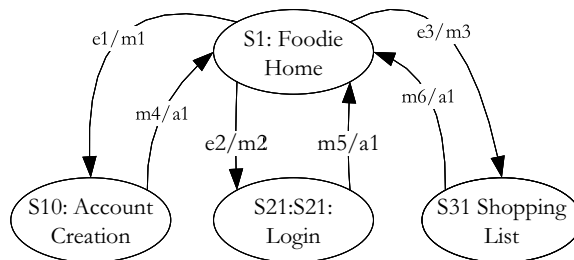 e1/m1
S1: Foodie
Home
e3/m3
m4/a1
m6/a1
e2/m2
m5/a1
S10: Account
Creation
S21:S21:
Login
S31 Shopping
List